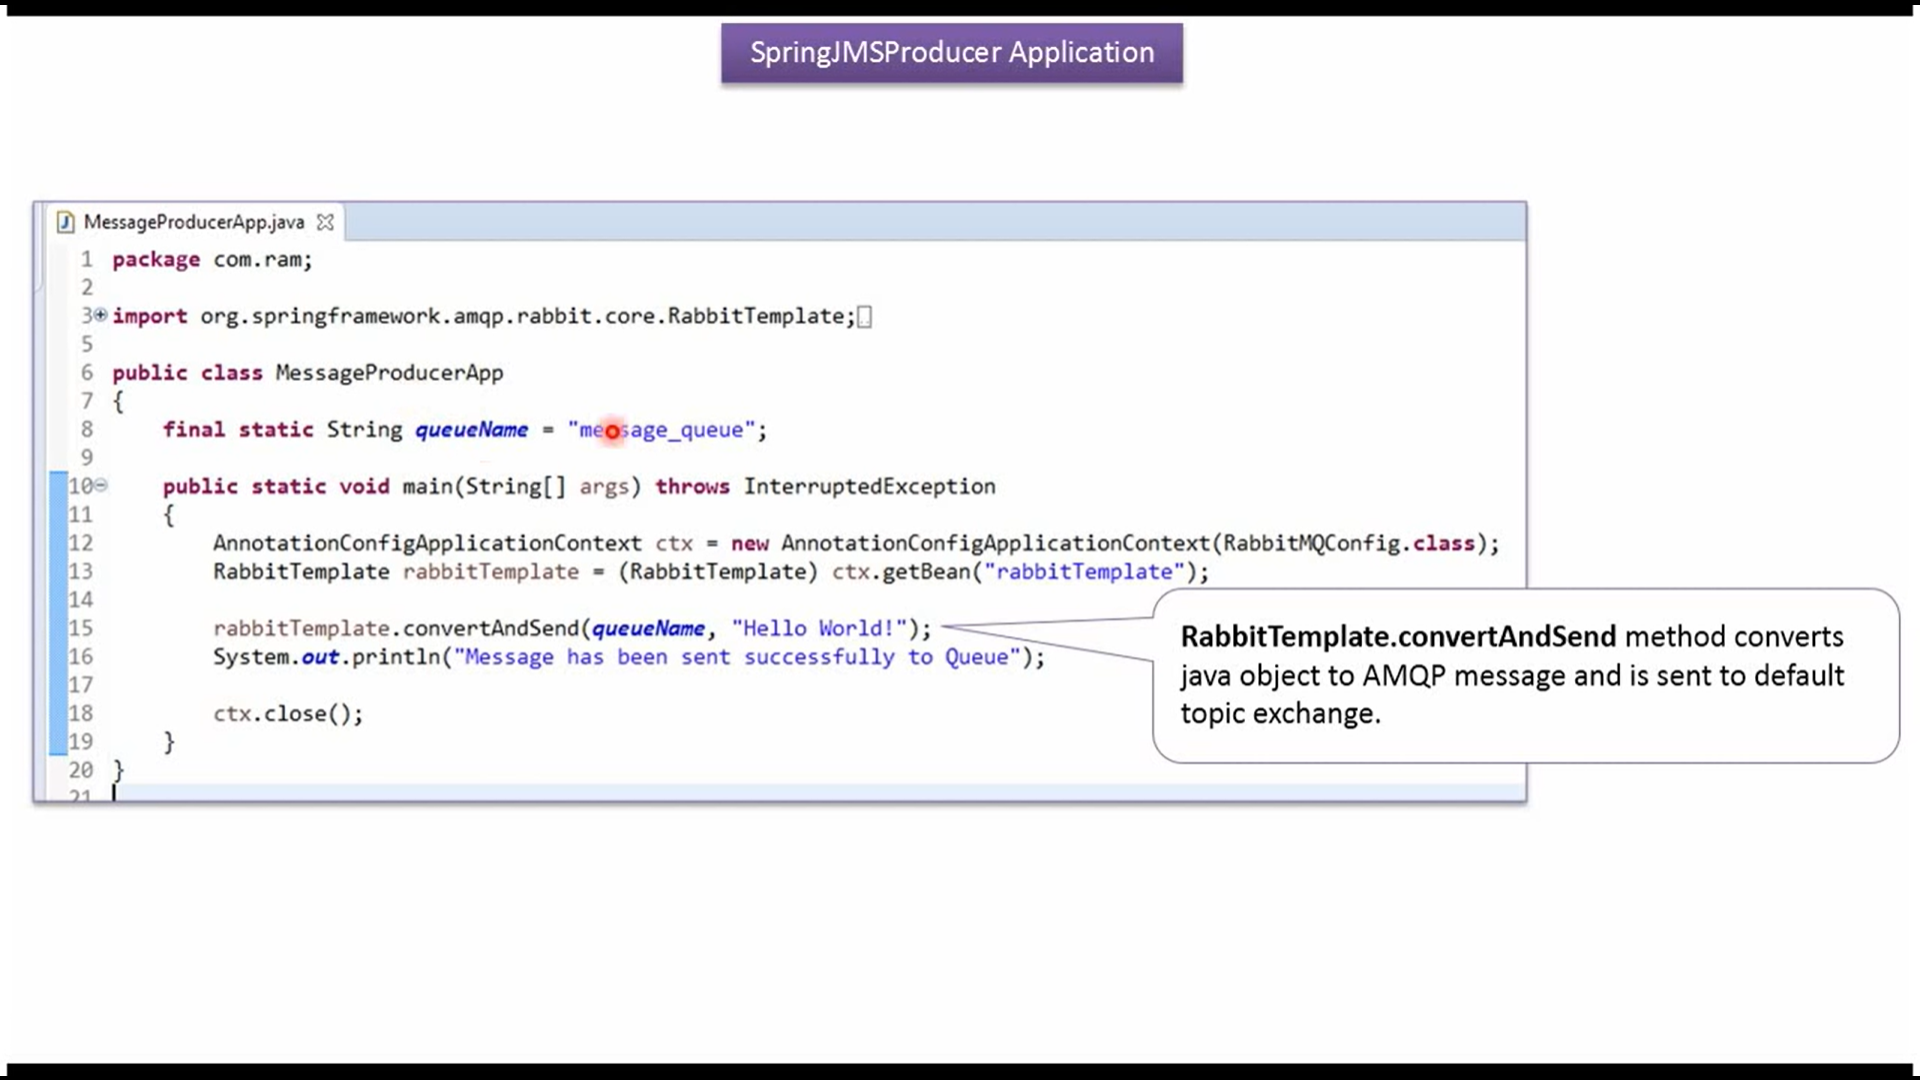 SpringJMSProducer Application
MessageProducerApp.java
1 package com.ram;
2
3 import org.springframework.amqp.rabbit.core.RabbitTemplate;
5
6 public class MessageProducerApp
7 {
8 final static String queueName = "message_queue";
9
10 public static void main(String[] args) throws InterruptedException
11 {
12 AnnotationConfigApplicationContext ctx = new AnnotationConfigApplicationContext(RabbitMQConfig.class);
13 RabbitTemplate rabbitTemplate = (RabbitTemplate) ctx.getBean("rabbitTemplate");
14
15 rabbitTemplate.convertAndSend(queueName, "Hello World!");
16 System.out.println("Message has been sent successfully to Queue");
17
18 ctx.close();
19 }
20 }
21
RabbitTemplate.convertAndSend method converts
java object to AMQP message and is sent to default
topic exchange.